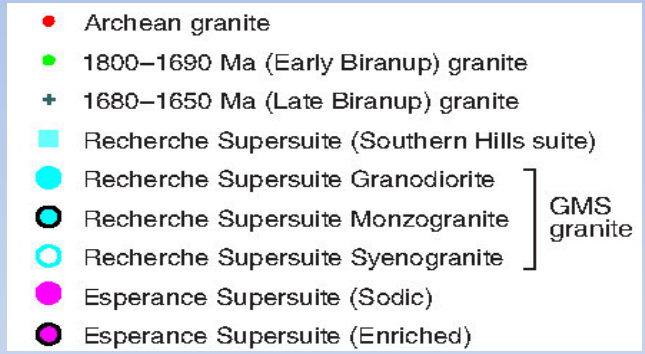 Archean granite
1800–1690 Ma (Early Biranup) granite
1680–1650 Ma (Late Biranup) granite
Recherche Supersuite (Southern Hills suite)
Recherche Supersuite Granodiorite
Recherche Supersuite Monzogranite
Recherche Supersuite Syenogranite
GMS
granite
Esperance Supersuite (Sodic)
Esperance Supersuite (Enriched)